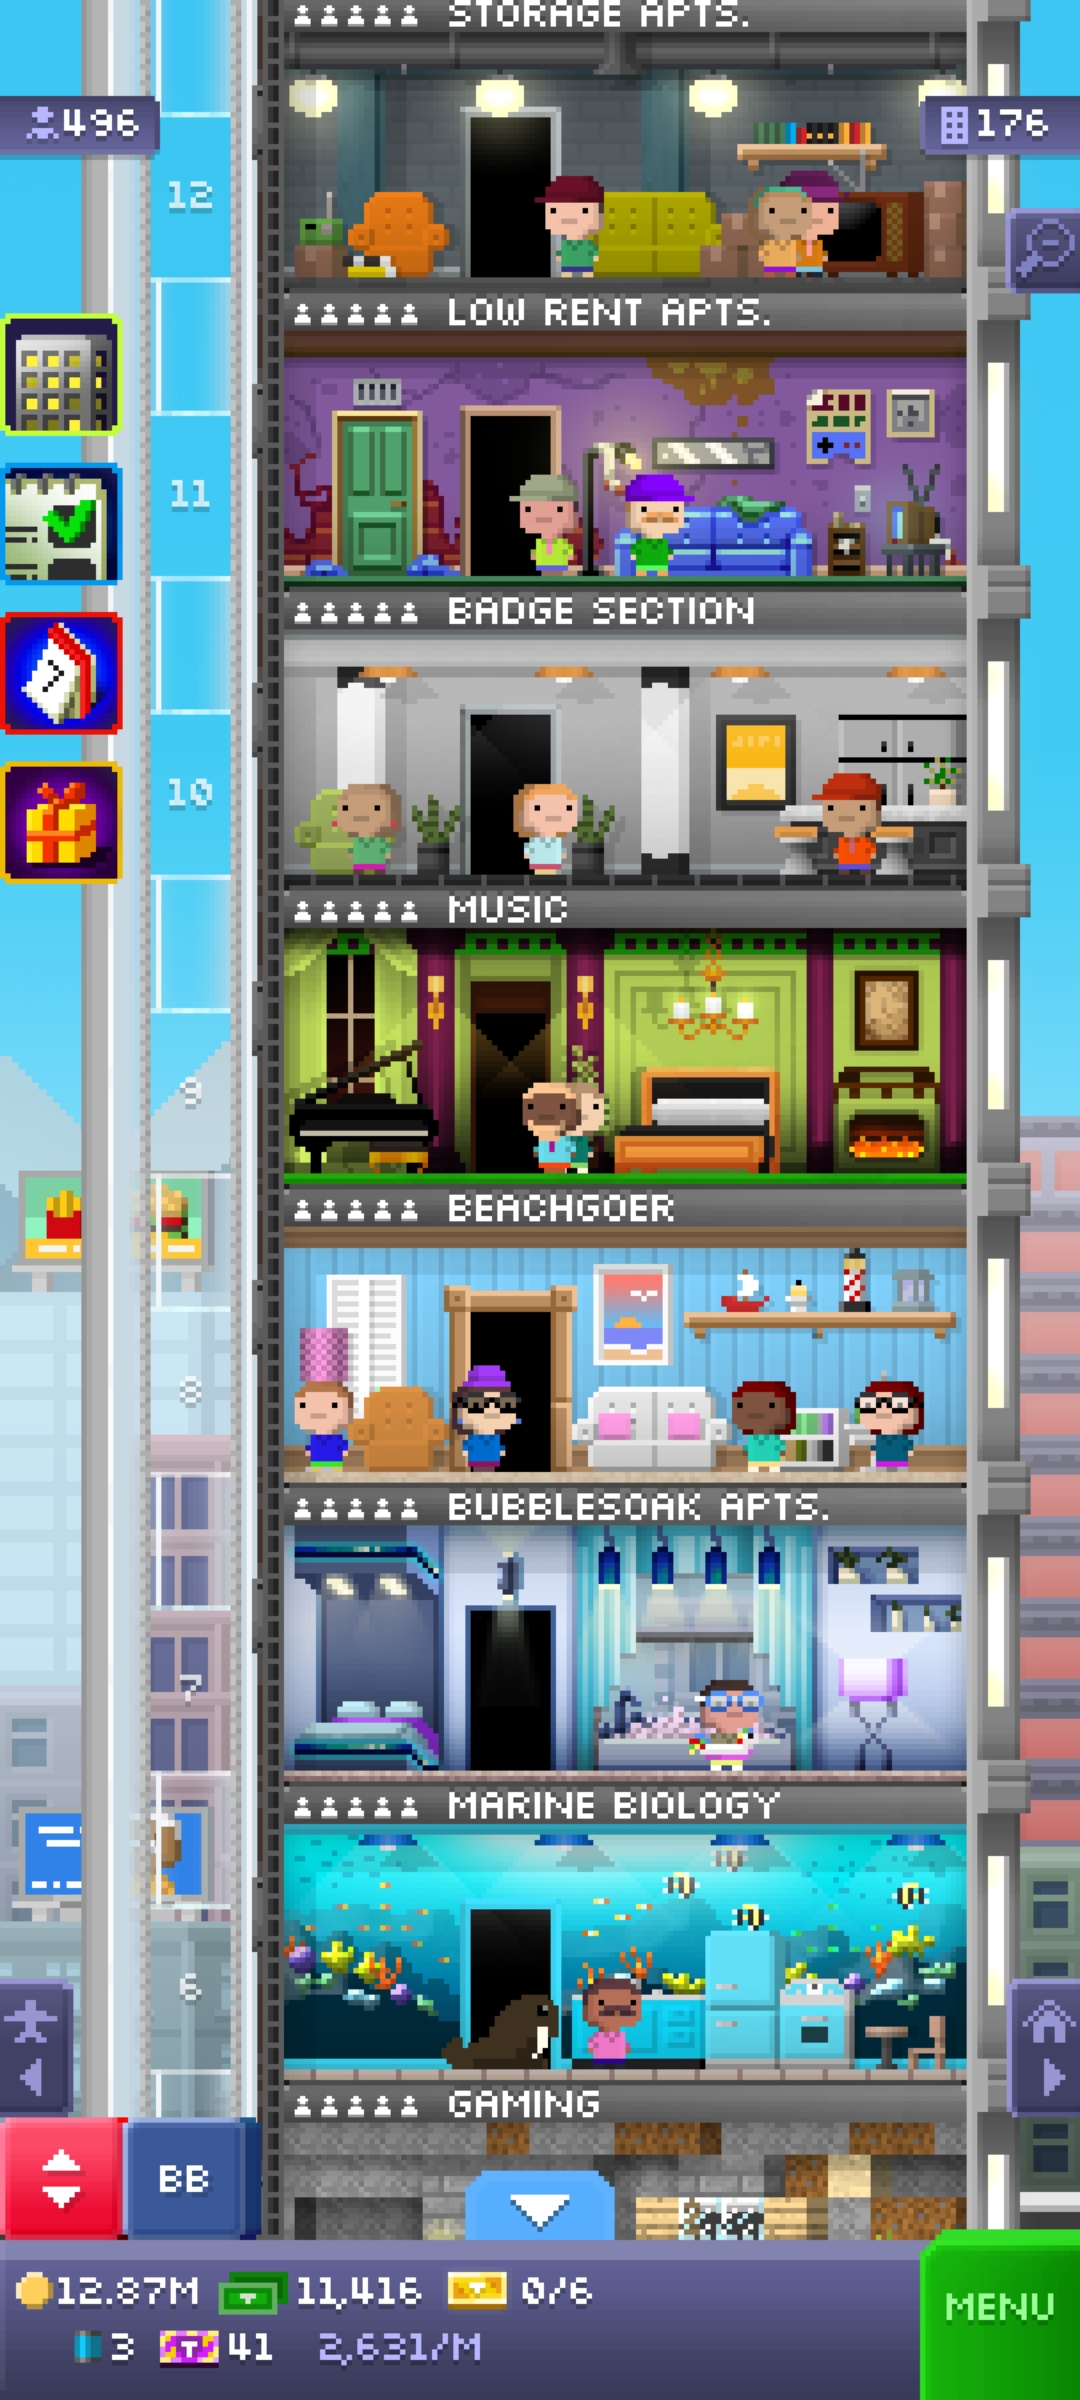 STORAGE APTS.
496
176
12
LOW RENT APTS.
11
BADGE SECTION
10
MUSIC
9
BEACHGOER
8
BUBBLESOAK APTS.
7
MARINE BIOLOGY
6
GAMING
BB
12.87M 11,416 0/6
MENU
3 T 41 2,631/M